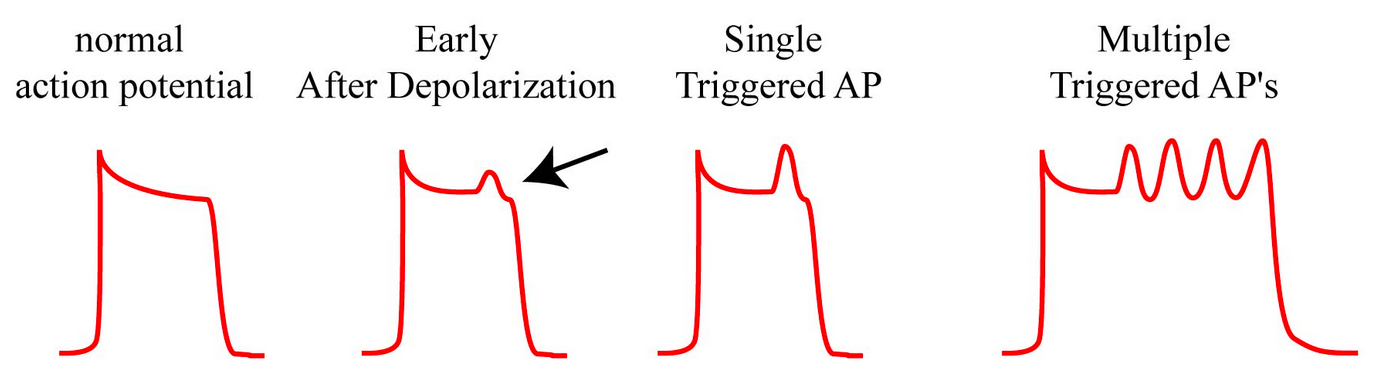 normal
action potential
Early
After Depolarization
Single
Triggered AP
Multiple
Triggered AP's